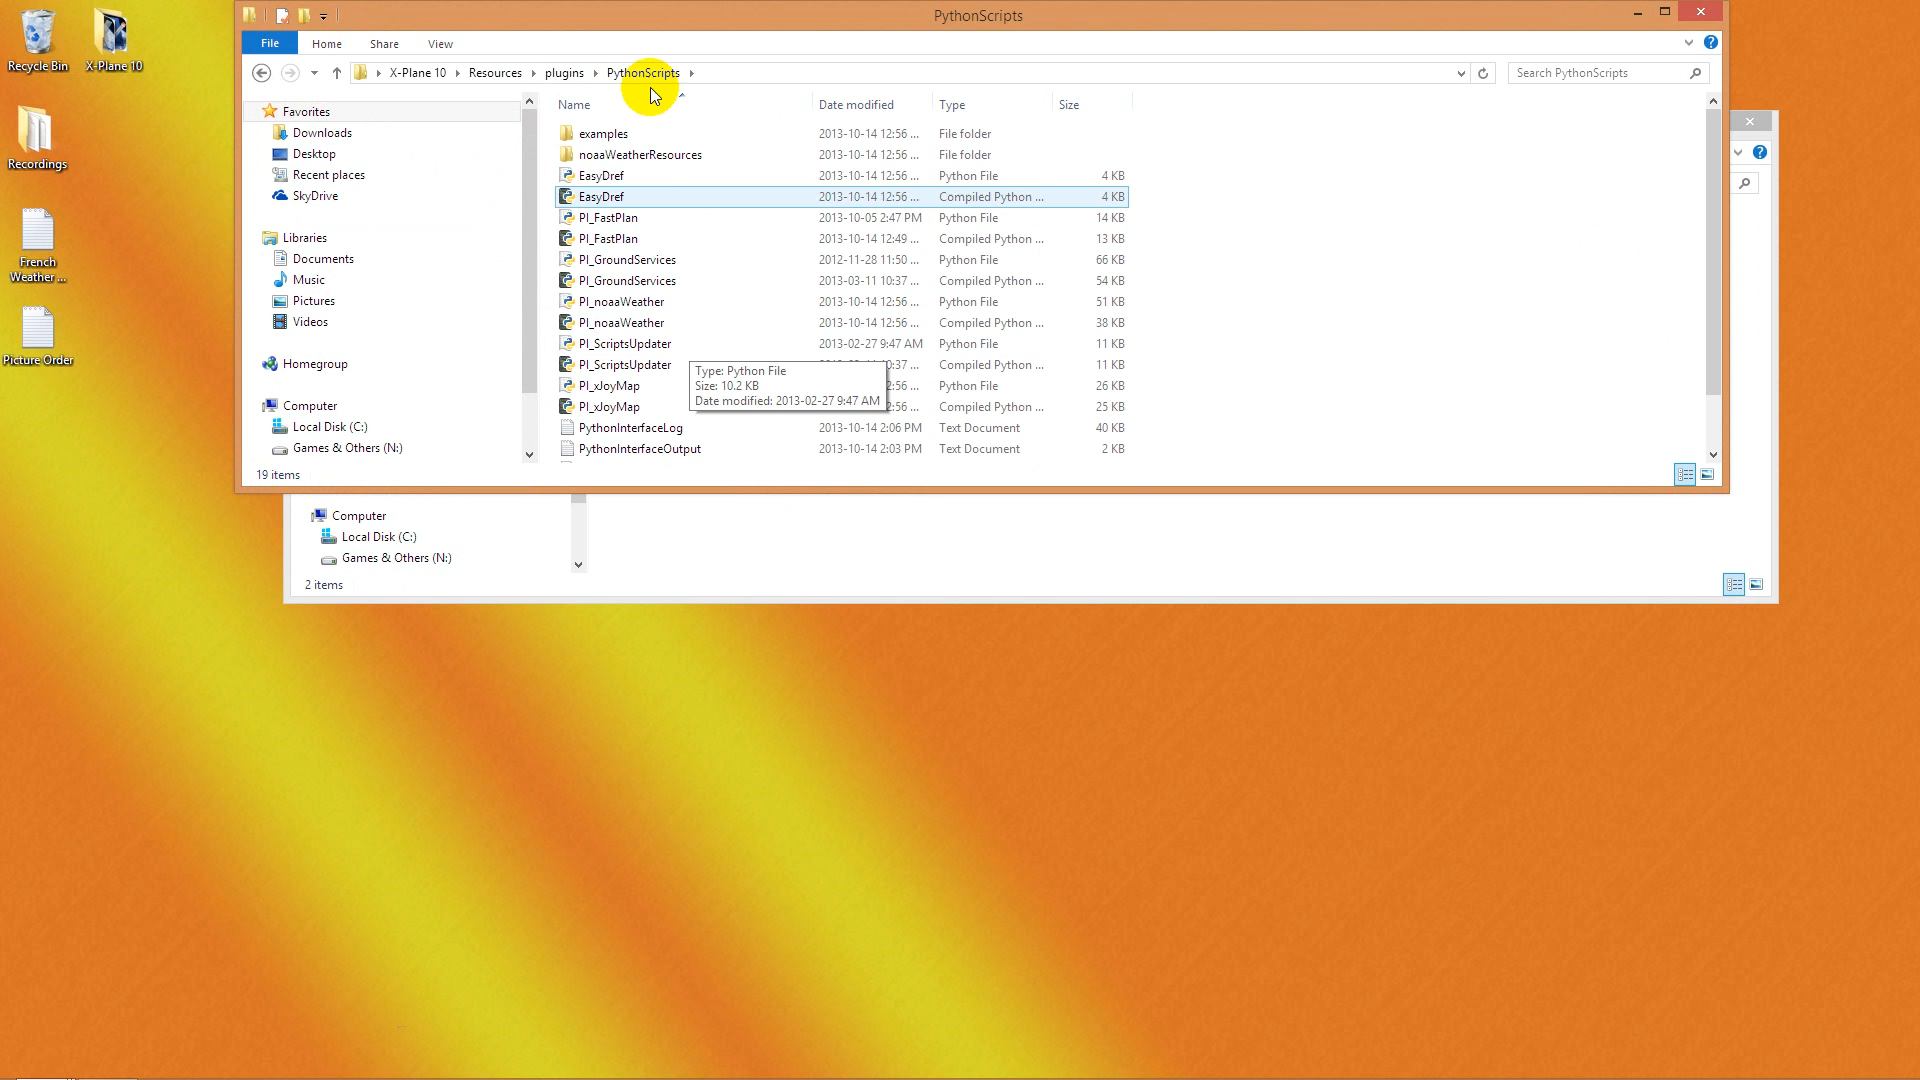 Recycle Bin
X-Plane 10
Recordings
French
Weather ...
Picture Order
PythonScripts
File
Home
Share
View
X-Plane 10
Resources
plugins
PythonScripts
Search PythonScripts
Favorites
Downloads
Desktop
Recent places
SkyDrive
Libraries
Documents
Music
Pictures
Videos
Homegroup
Computer
Local Disk (C:)
Games & Others (N:)
Name Date modified Type Size
examples 2013-10-14 12:56 ... File folder
noaaWeatherResources 2013-10-14 12:56 ... File folder
EasyDref 2013-10-14 12:56 ... Python File 4 KB
EasyDref 2013-10-14 12:56 ... Compiled Python ... 4 KB
PI_FastPlan 2013-10-05 2:47 PM Python File 14 KB
PI_FastPlan 2013-10-14 12:49 ... Compiled Python ... 13 KB
PI_GroundServices 2012-11-28 11:50 ... Python File 66 KB
PI_GroundServices 2013-03-11 10:37 ... Compiled Python ... 54 KB
PI_noaaWeather 2013-10-14 12:56 ... Python File 51 KB
PI_noaaWeather 2013-10-14 12:56 ... Compiled Python ... 38 KB
PI_ScriptsUpdater 2013-02-27 9:47 AM Python File 11 KB
PI_ScriptsUpdater 0:37 ... Compiled Python ... 11 KB
PI_xJoyMap 2:56 ... Python File 26 KB
PI_xJoyMap 2:56 ... Compiled Python ... 25 KB
PythonInterfaceLog 2013-10-14 2:06 PM Text Document 40 KB
PythonInterfaceOutput 2013-10-14 2:03 PM Text Document 2 KB
Type: Python File
Size: 10.2 KB
Date modified: 2013-02-27 9:47 AM
19 items
Computer
Local Disk (C:)
Games & Others (N:)
2 items